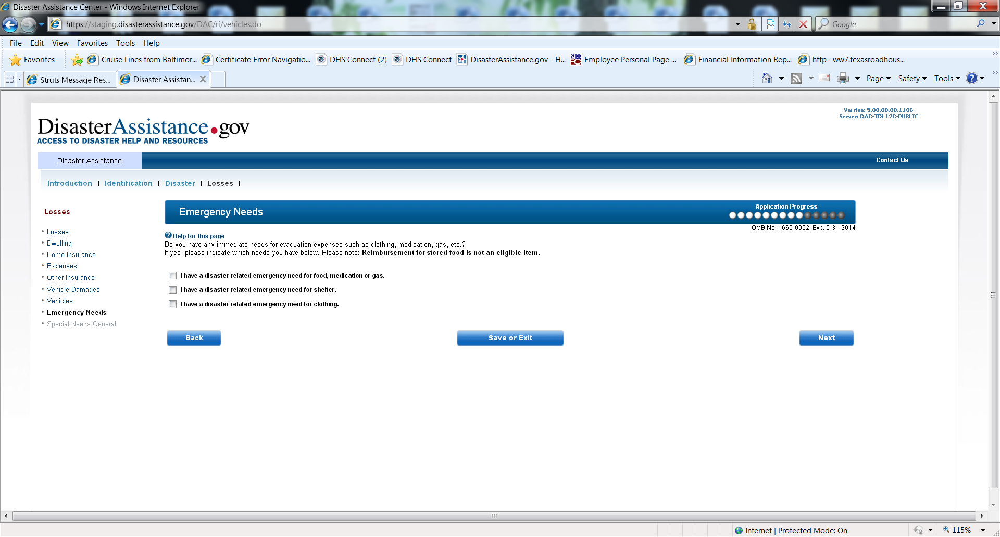 Disaster Assistance Center - Windows Internet Explorer
https://staging.disasterassistance.gov/DAC/ri/vehicles.do
Google
File Edit View Favorites Tools Help
Favorites
Cruise Lines from Baltimor...
Certificate Error Navigatio...
DHS Connect (2)
DHS Connect
DisasterAssistance.gov - H...
Employee Personal Page ...
Financial Information Rep...
http--ww7.texasroadhous...
Struts Message Res...
Disaster Assistan...
Page Safety Tools
Version: 5.00.00.00.1106
Server: DAC-TDL12C-PUBLIC
DisasterAssistance.gov
ACCESS TO DISASTER HELP AND RESOURCES
Disaster Assistance
Contact Us
Introduction | Identification | Disaster | Losses |
Losses
• Losses
• Dwelling
• Home Insurance
• Expenses
• Other Insurance
• Vehicle Damages
• Vehicles
• Emergency Needs
• Special Needs General
Emergency Needs
Application Progress
OMB No. 1660-0002, Exp. 5-31-2014
Help for this page
Do you have any immediate needs for evacuation expenses such as clothing, medication, gas, etc.?
If yes, please indicate which needs you have below. Please note: Reimbursement for stored food is not an eligible item.
I have a disaster related emergency need for food, medication or gas.
I have a disaster related emergency need for shelter.
I have a disaster related emergency need for clothing.
Back
Save or Exit
Next
Internet | Protected Mode: On
115%